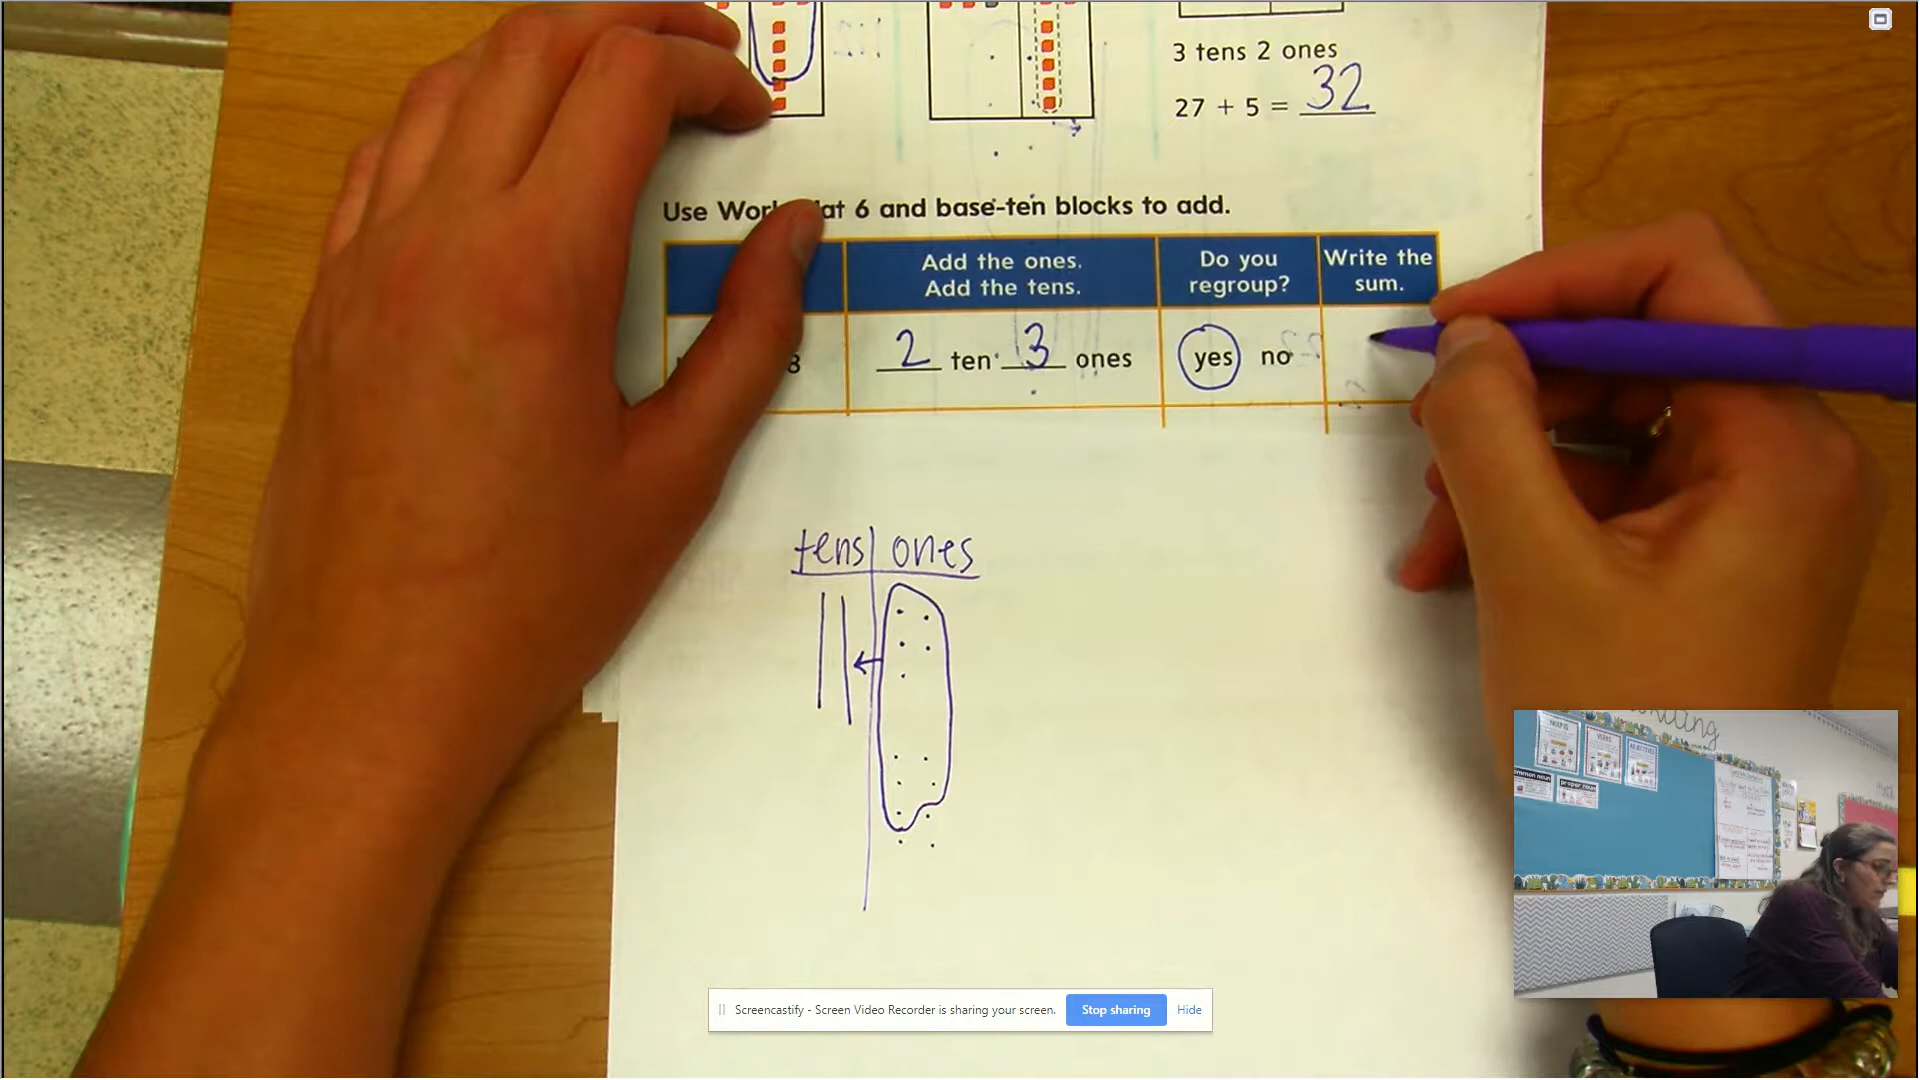 3 tens 2 ones
27 + 5 = 32
Use at 6 and base-ten blocks to add.
Add the ones.
Add the tens.
Do you
regroup?
Write the
sum.
2 ten 3 ones
yes no
tens ones
Screencastify - Screen Video Recorder is sharing your screen.
Stop sharing
Hide